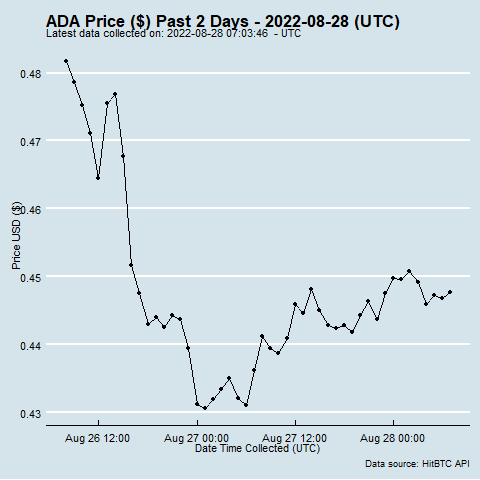 ADA Price ($) Past 2 Days - 2022-08-28 (UTC)
Latest data collected on: 2022-08-28 07:03:46 - UTC
Price USD ($)
0.48
0.47
0.46
0.45
0.44
0.43
Aug 26 12:00
Aug 27 00:00
Aug 27 12:00
Aug 28 00:00
Date Time Collected (UTC)
Data source: HitBTC API